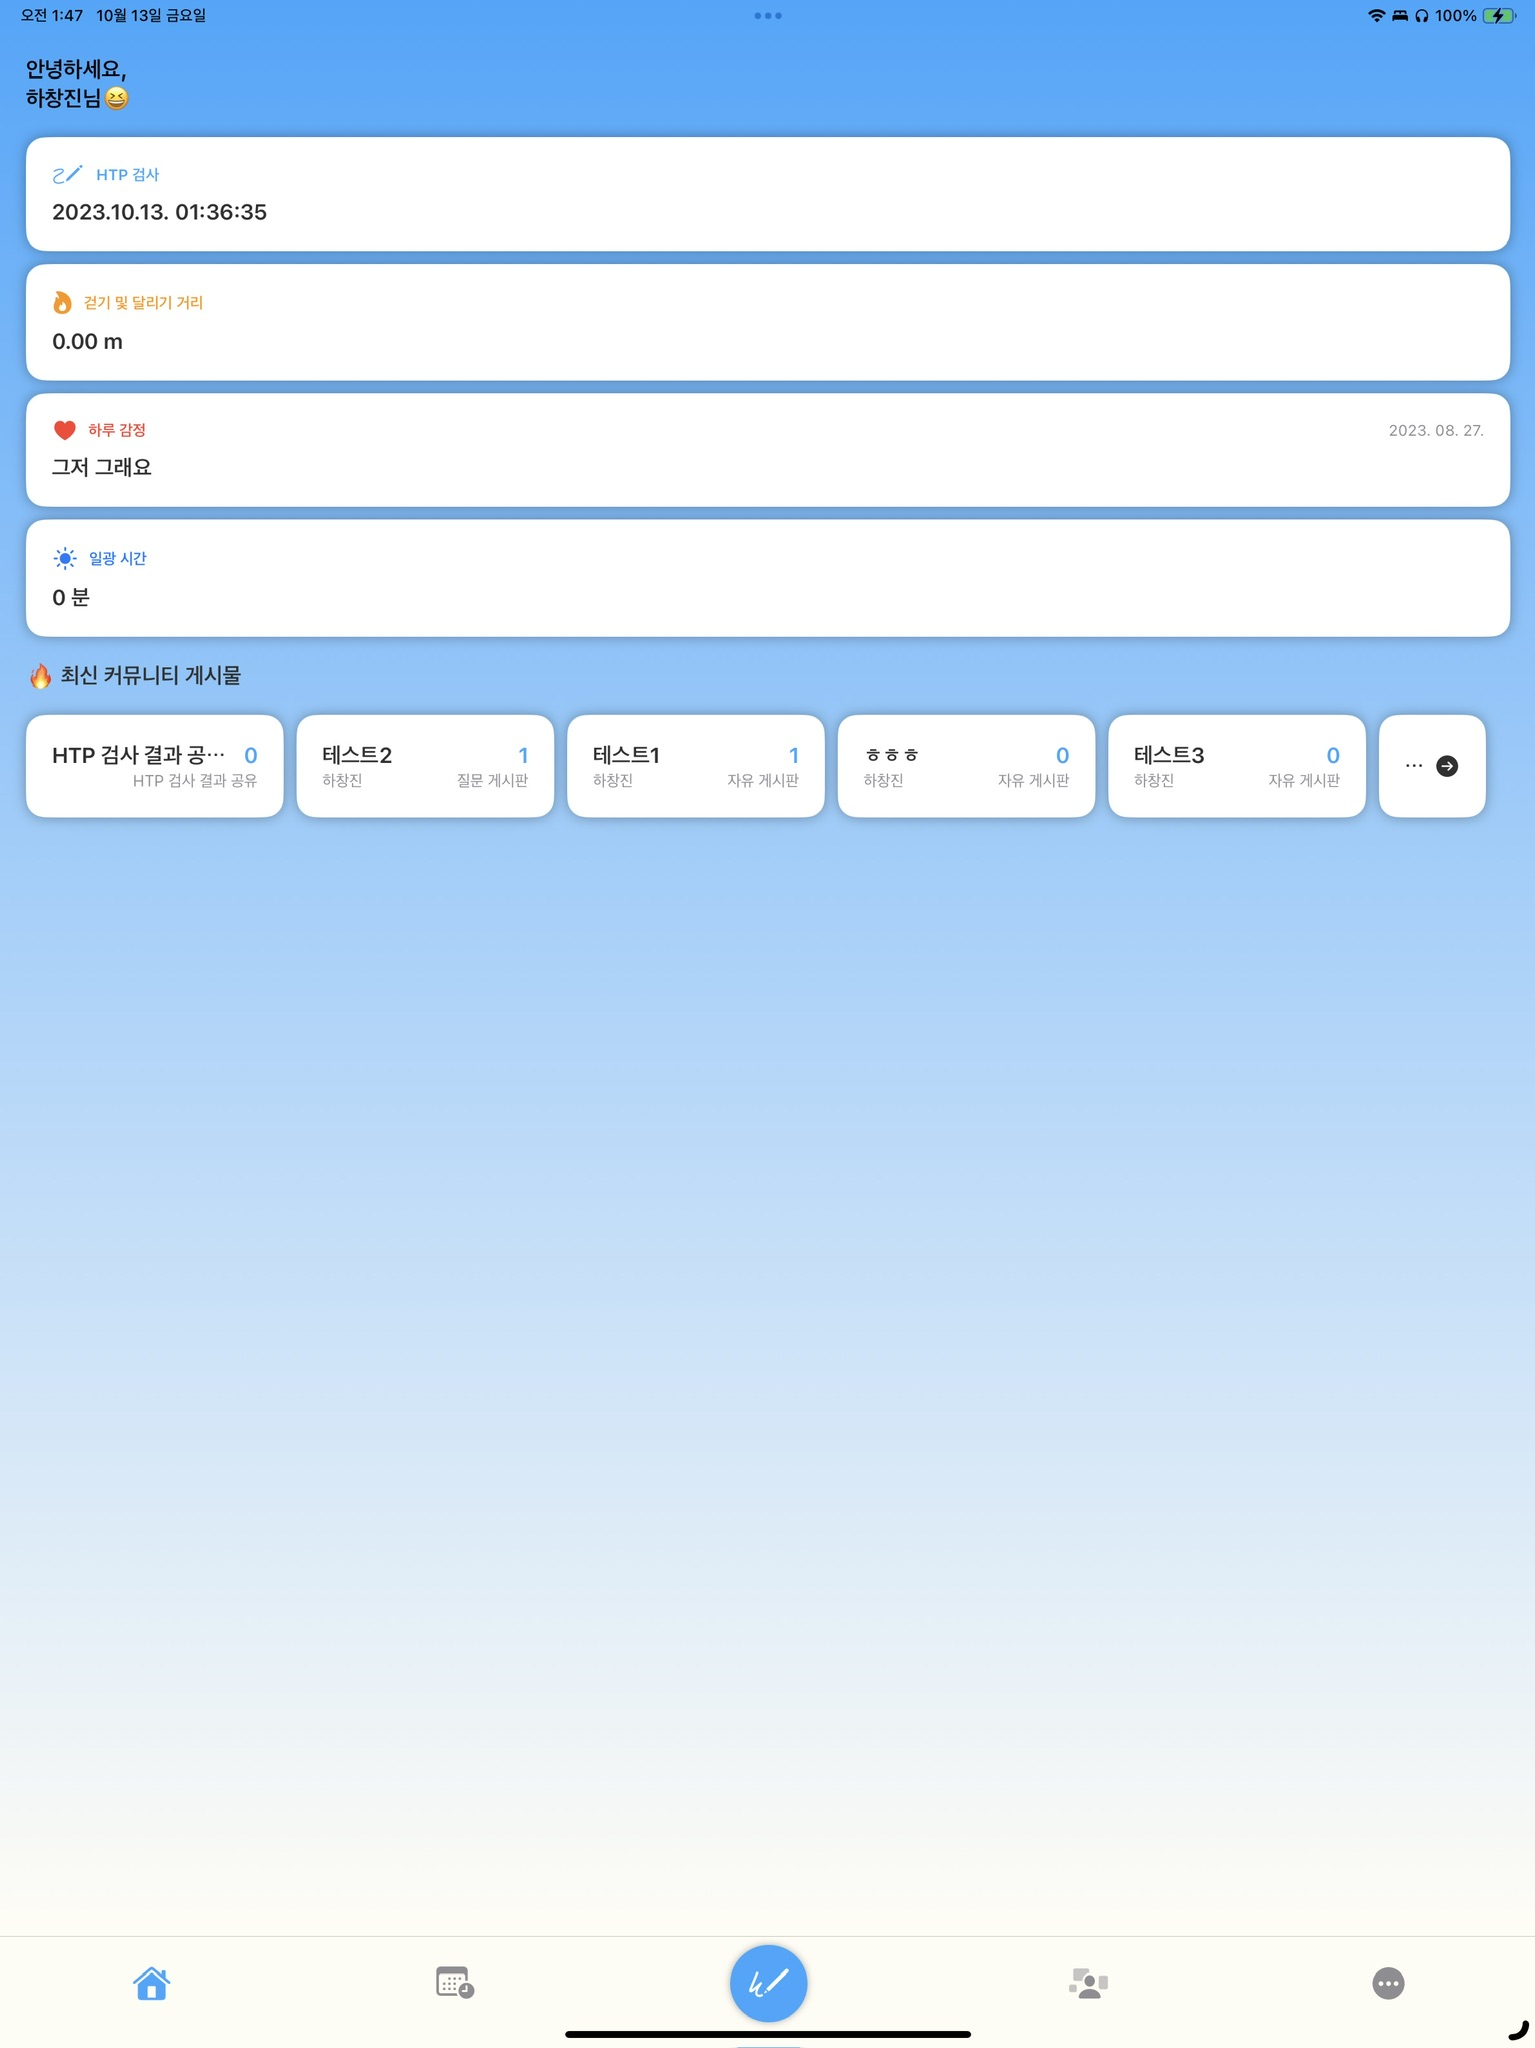 오전 1:47 10월 13일 금요일
100%
안녕하세요,
하창진님😆
HTP 검사
2023.10.13. 01:36:35
걷기 및 달리기 거리
0.00 m
하루 감정
2023. 08. 27.
그저 그래요
일광 시간
0 분
🔥 최신 커뮤니티 게시물
HTP 검사 결과 공… 0
HTP 검사 결과 공유
테스트2 1
하창진 질문 게시판
테스트1 1
하창진 자유 게시판
ㅎㅎㅎ 0
하창진 자유 게시판
테스트3 0
하창진 자유 게시판
…